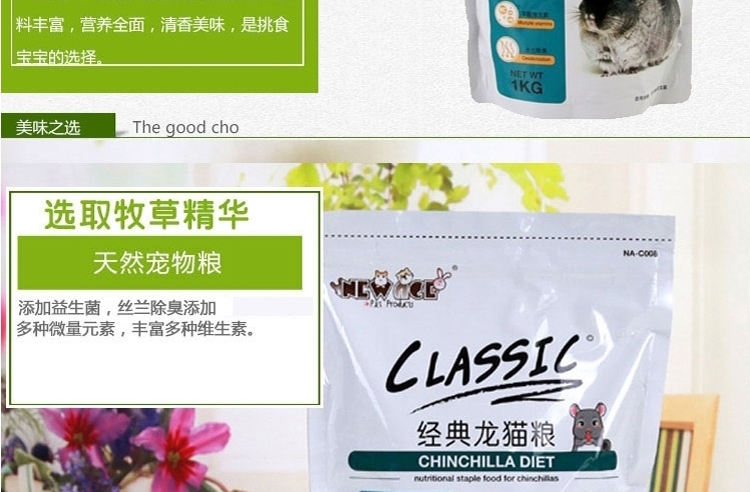 料丰富，营养全面，清香美味，是挑食
宝宝的选择。
NET WT
1KG
美味之选
The good cho
选取牧草精华
天然宠物粮
添加益生菌，丝兰除臭添加
多种微量元素，丰富多种维生素。
NA-C008
NEW AGE
Pet Products
CLASSIC
经典龙猫粮
CHINCHILLA DIET
nutritional staple food for chinchillas